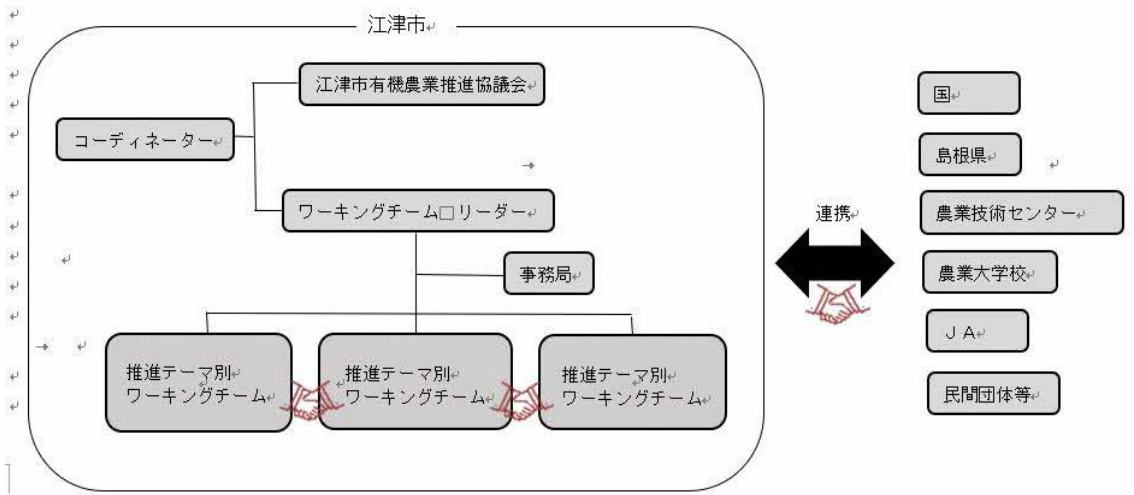 江津市
江津市有機農業推進協議会
コーディネーター
ワーキングチーム□リーダー
事務局
推進テーマ別
ワーキングチーム
推進テーマ別
ワーキングチーム
推進テーマ別
ワーキングチーム
連携
国
島根県
農業技術センター
農業大学校
ＪＡ
民間団体等